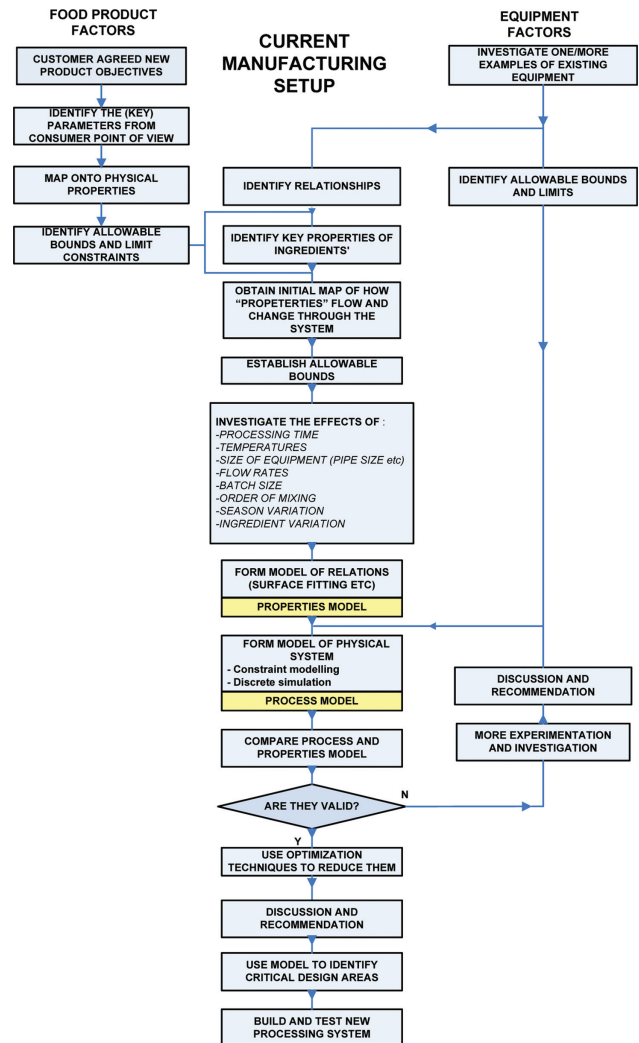 FOOD PRODUCT
FACTORS
CUSTOMER AGREED NEW
PRODUCT OBJECTIVES
IDENTIFY THE (KEY)
PARAMETERS FROM
CONSUMER POINT OF VIEW
MAP ONTO PHYSICAL
PROPERTIES
IDENTIFY ALLOWABLE
BOUNDS AND LIMIT
CONSTRAINTS
CURRENT
MANUFACTURING
SETUP
IDENTIFY RELATIONSHIPS
IDENTIFY KEY PROPERTIES OF
INGREDIENTS'
OBTAIN INITIAL MAP OF HOW
“PROPETERTIES” FLOW AND
CHANGE THROUGH THE
SYSTEM
ESTABLISH ALLOWABLE
BOUNDS
INVESTIGATE THE EFFECTS OF :
-PROCESSING TIME
-TEMPERATURES
-SIZE OF EQUIPMENT (PIPE SIZE etc)
-FLOW RATES
-BATCH SIZE
-ORDER OF MIXING
-SEASON VARIATION
-INGREDIENT VARIATION
FORM MODEL OF RELATIONS
(SURFACE FITTING ETC)
PROPERTIES MODEL
FORM MODEL OF PHYSICAL
SYSTEM
- Constraint modelling
- Discrete simulation
PROCESS MODEL
COMPARE PROCESS AND
PROPERTIES MODEL
ARE THEY VALID?
N
Y
USE OPTIMIZATION
TECHNIQUES TO REDUCE THEM
DISCUSSION AND
RECOMMENDATION
USE MODEL TO IDENTIFY
CRITICAL DESIGN AREAS
BUILD AND TEST NEW
PROCESSING SYSTEM
EQUIPMENT
FACTORS
INVESTIGATE ONE/MORE
EXAMPLES OF EXISTING
EQUIPMENT
IDENTIFY ALLOWABLE BOUNDS
AND LIMITS
DISCUSSION AND
RECOMMENDATION
MORE EXPERIMENTATION
AND INVESTIGATION